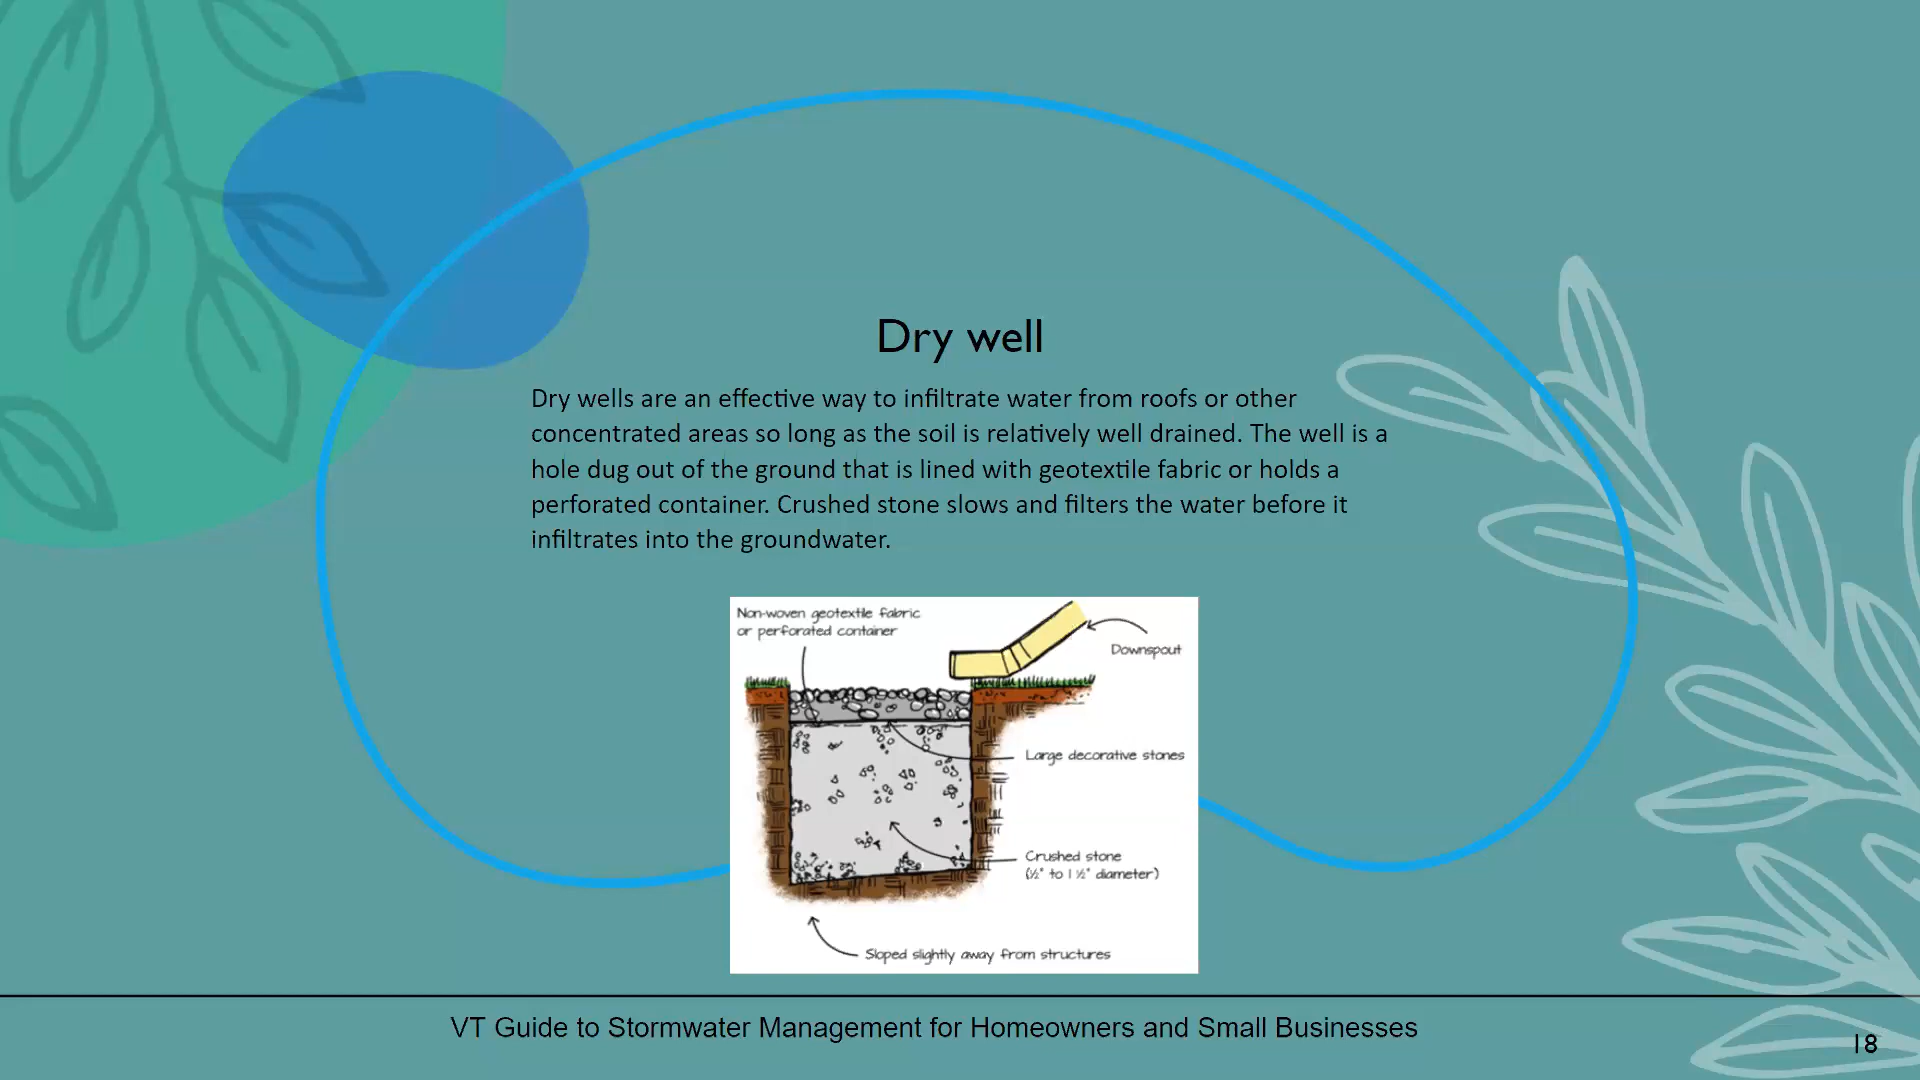 Dry well
Dry wells are an effective way to infiltrate water from roofs or other
concentrated areas so long as the soil is relatively well drained. The well is a
hole dug out of the ground that is lined with geotextile fabric or holds a
perforated container. Crushed stone slows and filters the water before it
infiltrates into the groundwater.
Non-woven geotextile fabric
or perforated container
Downspout
Large decorative stones
Crushed stone
(½" to 1 ½" diameter)
Sloped slightly away from structures
VT Guide to Stormwater Management for Homeowners and Small Businesses
18